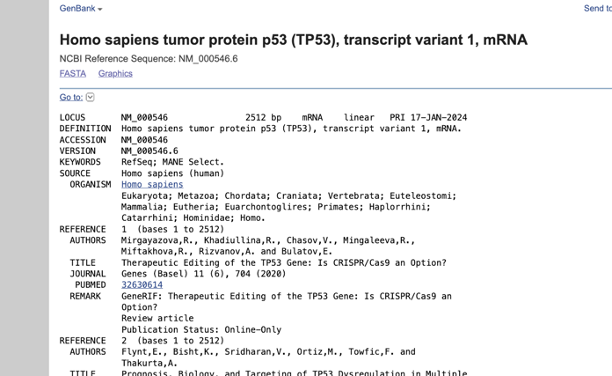 GenBank
Send to
Homo sapiens tumor protein p53 (TP53), transcript variant 1, mRNA
NCBI Reference Sequence: NM_000546.6
FASTA Graphics
Go to:
LOCUS NM_000546 2512 bp mRNA linear PRI 17-JAN-2024
DEFINITION Homo sapiens tumor protein p53 (TP53), transcript variant 1, mRNA.
ACCESSION NM_000546
VERSION NM_000546.6
KEYWORDS RefSeq; MANE Select.
SOURCE Homo sapiens (human)
ORGANISM Homo sapiens
Eukaryota; Metazoa; Chordata; Craniata; Vertebrata; Euteleostomi;
Mammalia; Eutheria; Euarchontoglires; Primates; Haplorrhini;
Catarrhini; Hominidae; Homo.
REFERENCE 1 (bases 1 to 2512)
AUTHORS Mirgayazova,R., Khadiullina,R., Chasov,V., Mingaleeva,R.,
Miftakhova,R., Rizvanov,A. and Bulatov,E.
TITLE Therapeutic Editing of the TP53 Gene: Is CRISPR/Cas9 an Option?
JOURNAL Genes (Basel) 11 (6), 704 (2020)
PUBMED 32630614
REMARK GeneRIF: Therapeutic Editing of the TP53 Gene: Is CRISPR/Cas9 an
Option?
Review article
Publication Status: Online-Only
REFERENCE 2 (bases 1 to 2512)
AUTHORS Flynt,E., Bisht,K., Sridharan,V., Ortiz,M., Towfic,F. and
Thakurta,A.
TITLE Prognosis, Biology, and Targeting of TP53 Dysregulation in Multiple